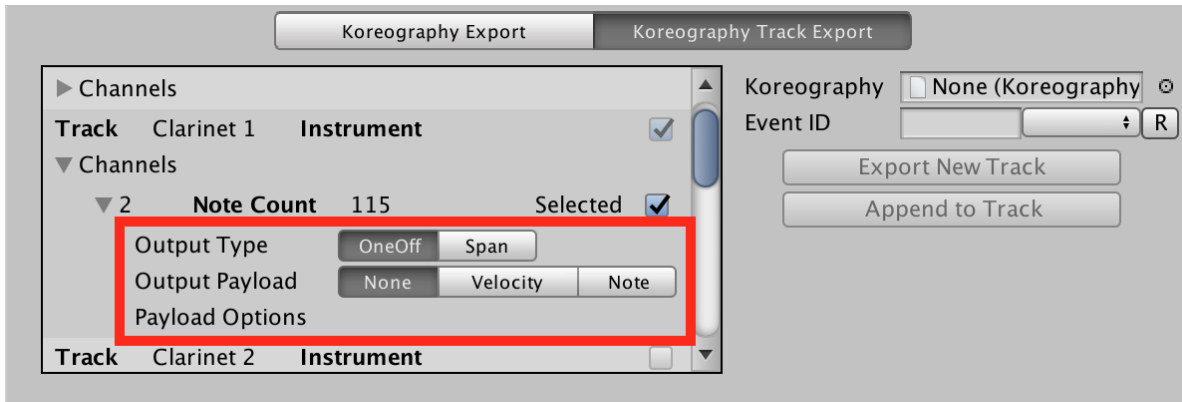 Koreography Export Koreography Track Export
Channels
Track Clarinet 1 Instrument
Channels
2 Note Count 115 Selected
Output Type OneOff Span
Output Payload None Velocity Note
Payload Options
Track Clarinet 2 Instrument
Koreography None (Koreography
Event ID R
Export New Track
Append to Track